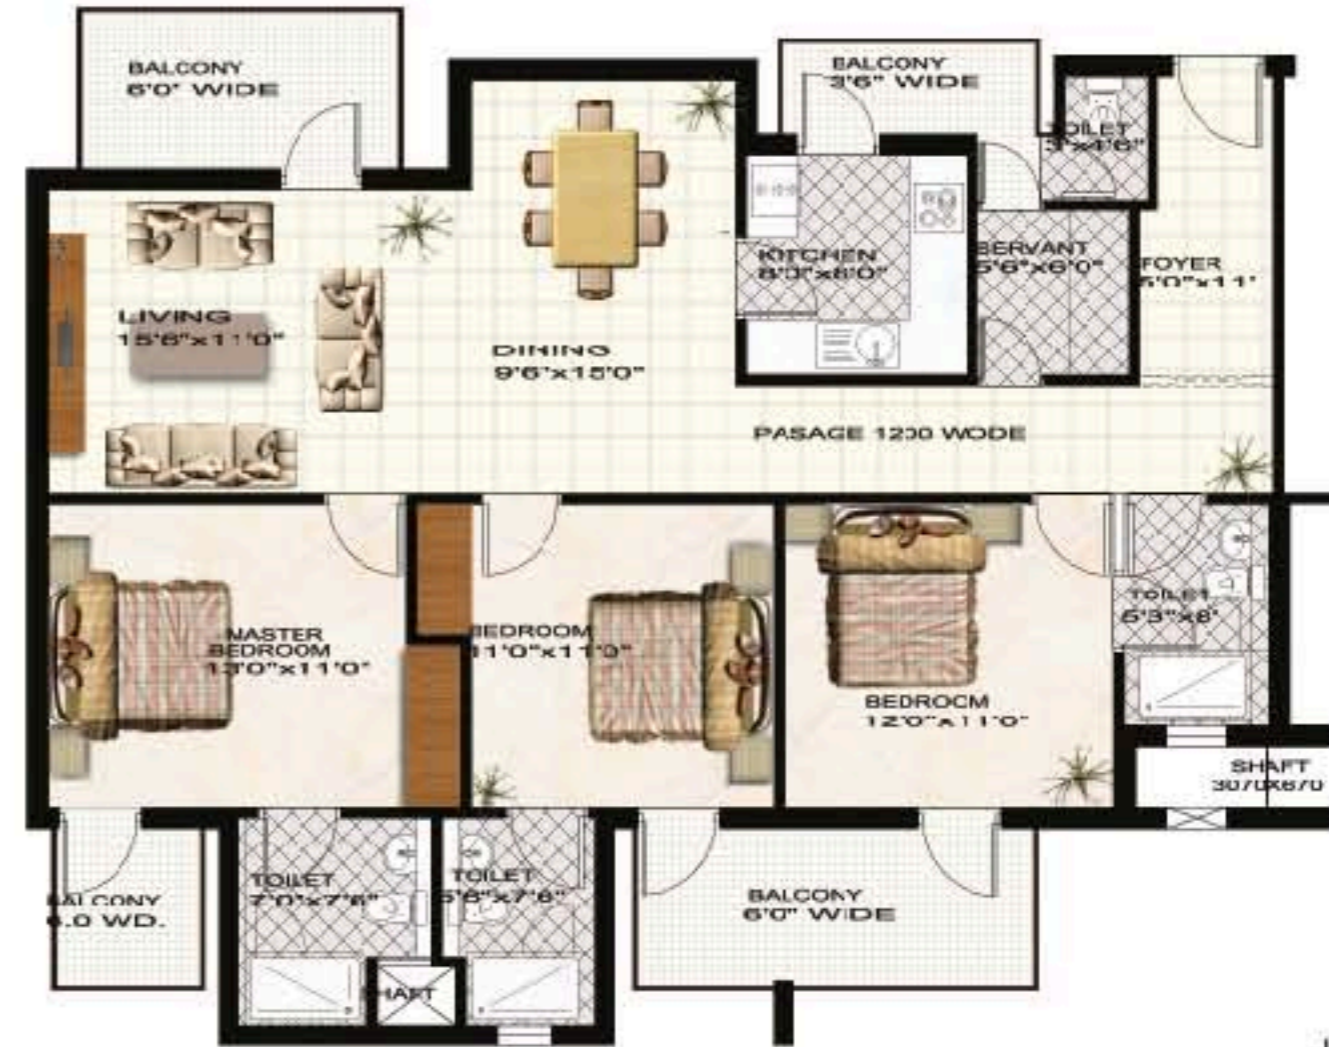 BALCONY
6'0" WIDE
BALCONY
3'6" WIDE
TOILET
3'x4'6"
KITCHEN
8'3"x8'0"
SERVANT
5'6"x6'0"
FOYER
5'0"x11'
LIVING
15'6"x11'0"
DINING
9'6"x15'0"
PASAGE 1200 WODE
MASTER
BEDROOM
13'0"x11'0"
BEDROOM
11'0"x11'0"
BEDROOM
12'0"x11'0"
TOILET
5'3"x8'
SHAFT
3070X670
BALCONY
6.0 WD.
TOILET
7'0"x7'6"
TOILET
5'6"x7'6"
BALCONY
6'0" WIDE
SHAFT